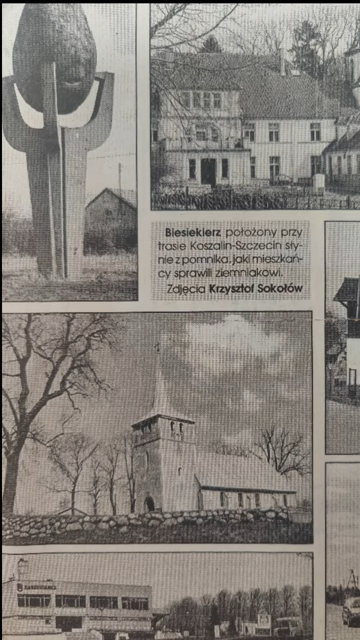 Biesiekierz położony przy
trasie Koszalin-Szczecin sły-
nie z pomnika, jaki mieszkań-
cy sprawili ziemniakowi.
Zdjęcia Krzysztof Sokołów